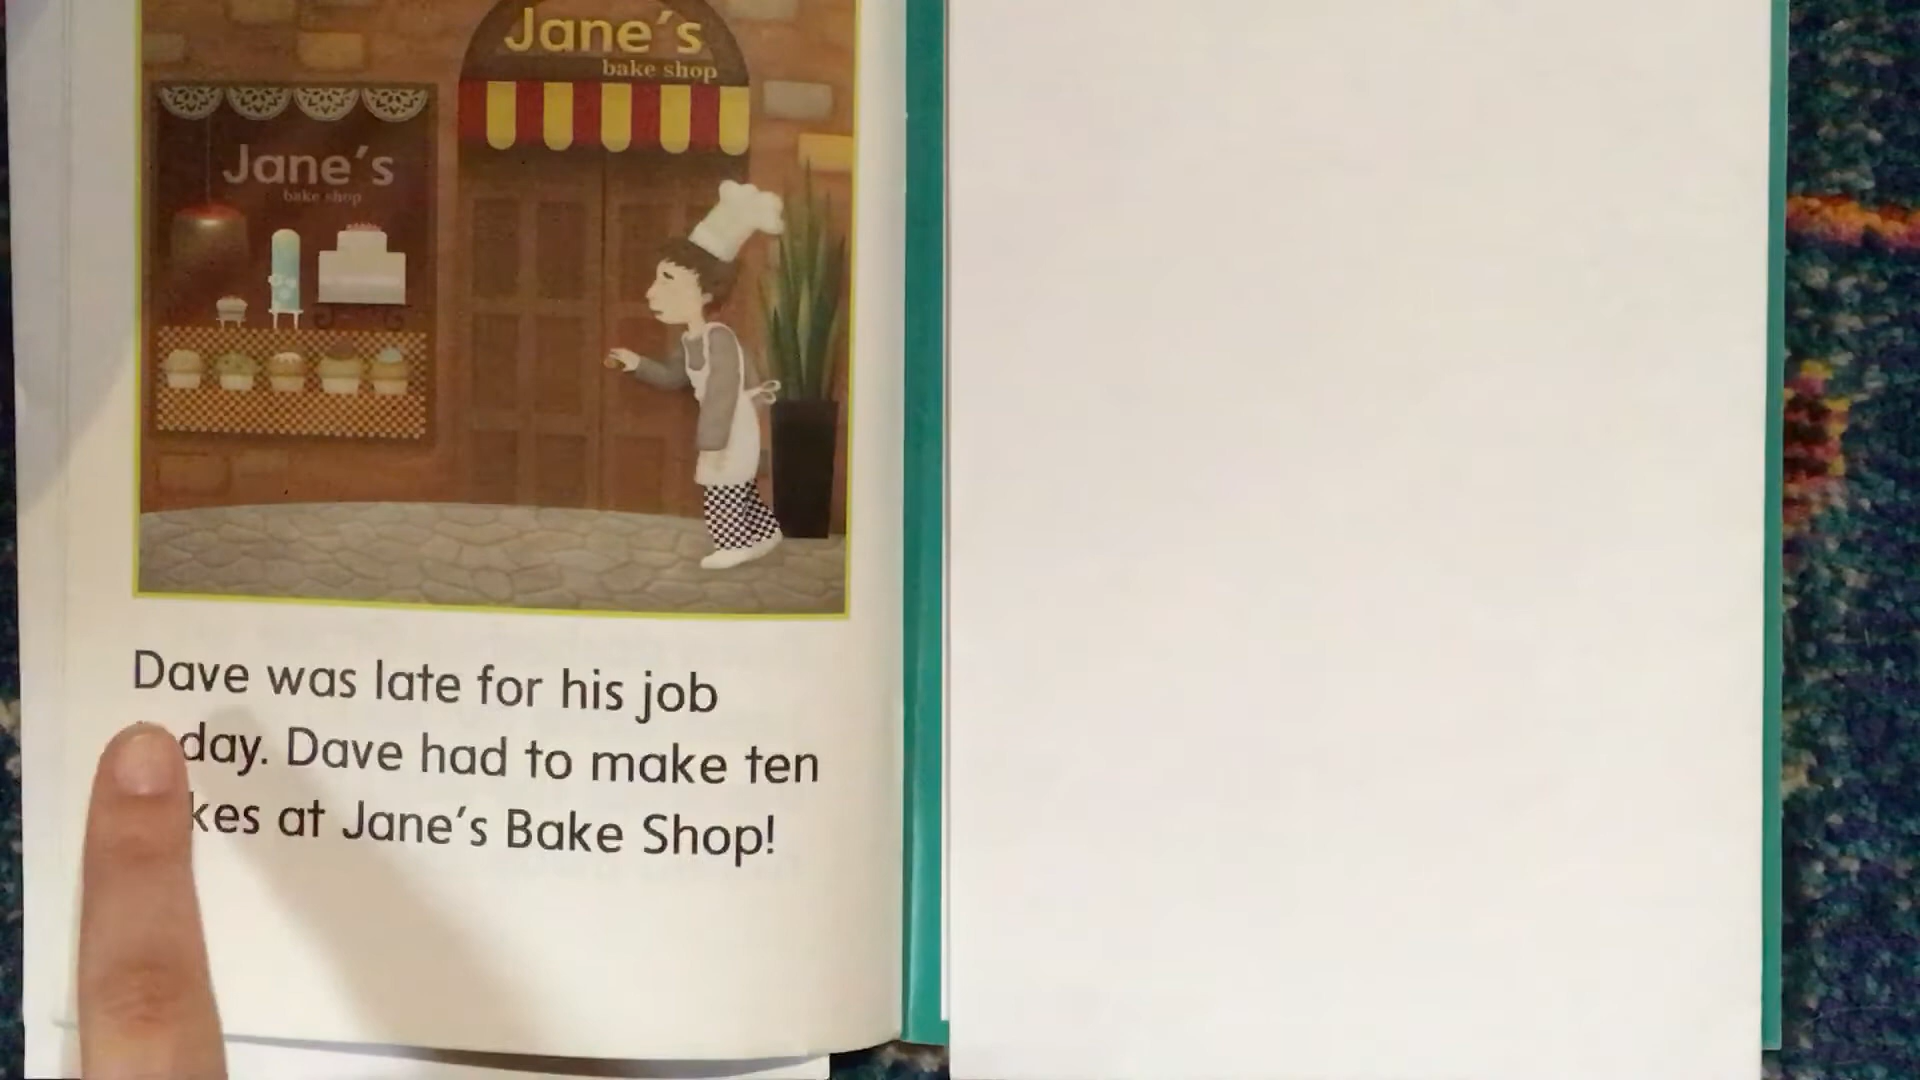 Jane's
bake shop
Jane's
bake shop
Dave was late for his job
day. Dave had to make ten
kes at Jane's Bake Shop!